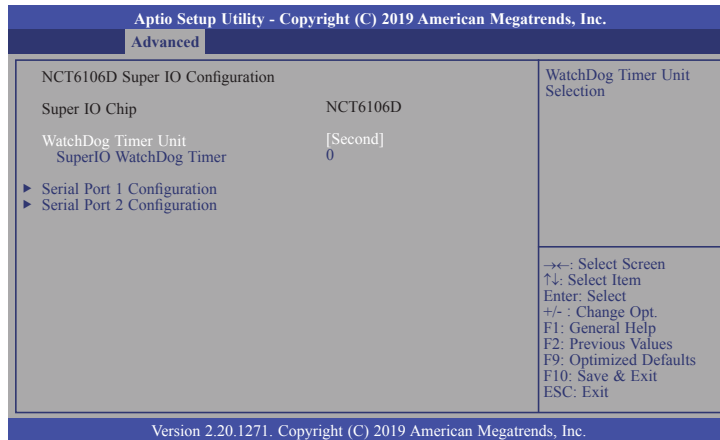 Aptio Setup Utility - Copyright (C) 2019 American Megatrends, Inc.
Advanced
NCT6106D Super IO Configuration
Super IO Chip NCT6106D
WatchDog Timer Unit [Second]
SuperIO WatchDog Timer 0
Serial Port 1 Configuration
Serial Port 2 Configuration
WatchDog Timer Unit
Selection
→←: Select Screen
↑↓: Select Item
Enter: Select
+/- : Change Opt.
F1: General Help
F2: Previous Values
F9: Optimized Defaults
F10: Save & Exit
ESC: Exit
Version 2.20.1271. Copyright (C) 2019 American Megatrends, Inc.